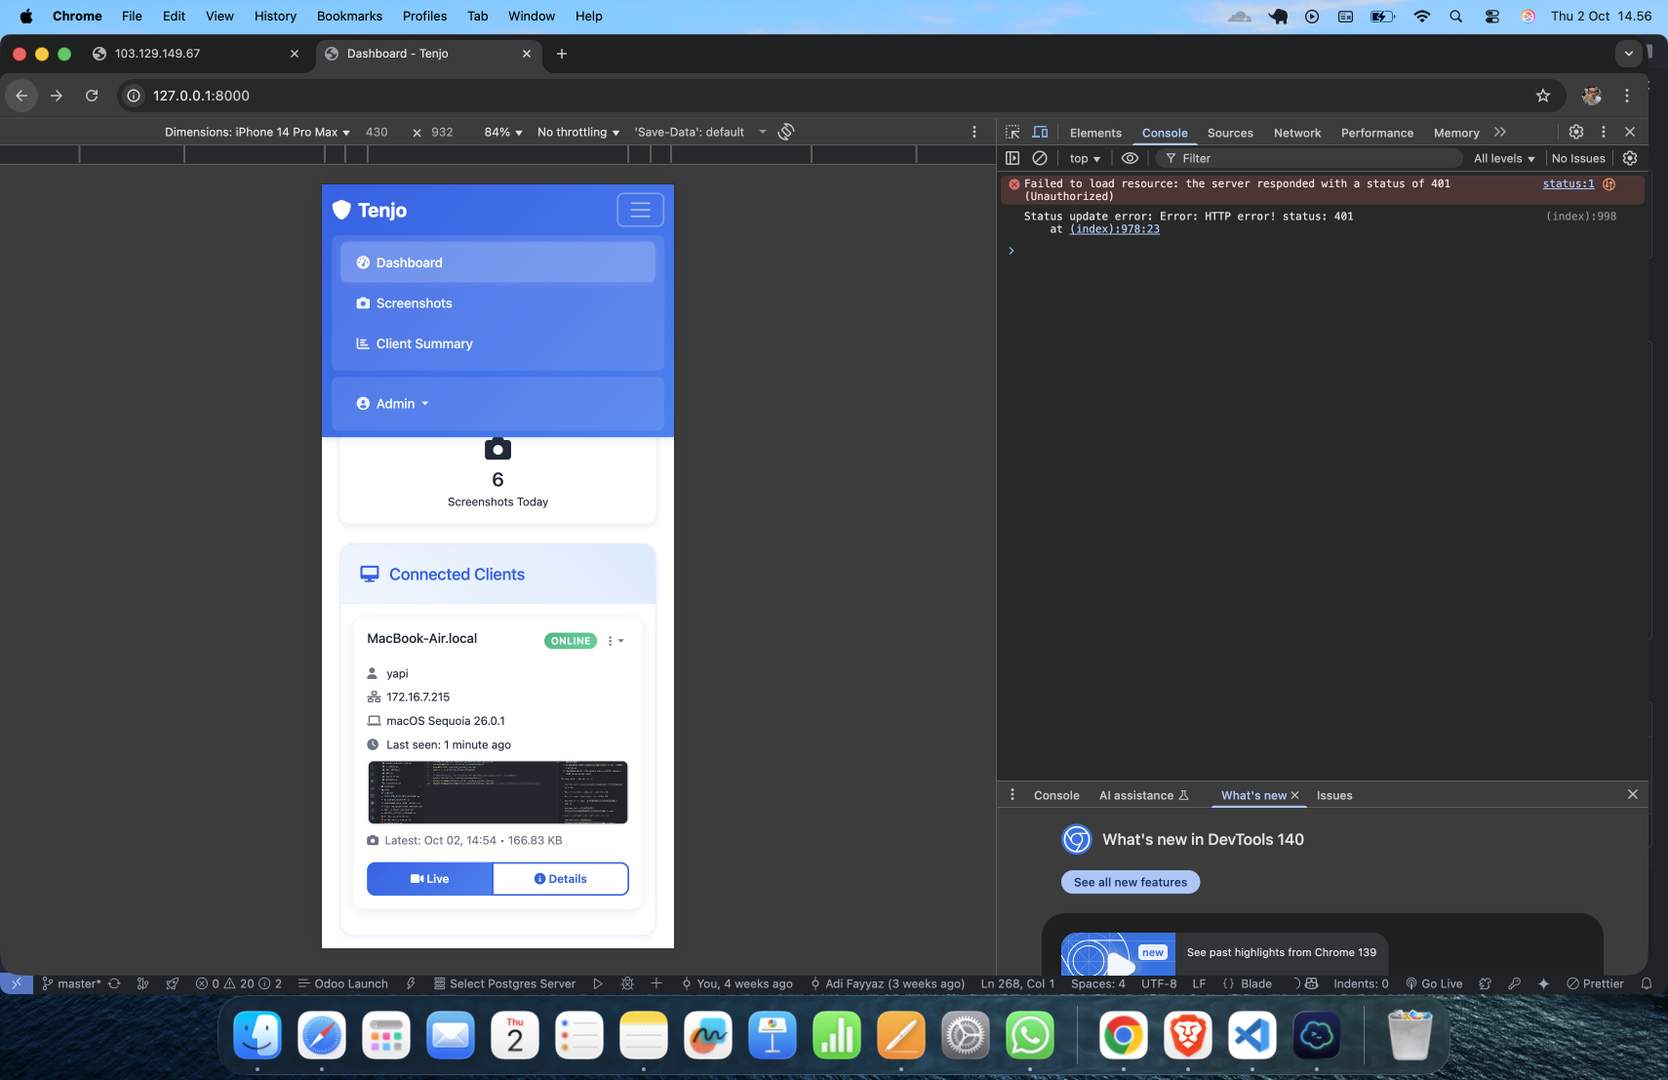 Chrome File Edit View History Bookmarks Profiles Tab Window Help Thu 2 Oct 14.56
103.129.149.67
Dashboard - Tenjo
127.0.0.1:8000
Dimensions: iPhone 14 Pro Max 430 × 932 84% No throttling 'Save-Data': default
Elements Console Sources Network Performance Memory
top Filter All levels No Issues
Failed to load resource: the server responded with a status of 401 status:1
(Unauthorized)
Status update error: Error: HTTP error! status: 401 (index):998
at (index):978:23
Tenjo
Dashboard
Screenshots
Client Summary
Admin
6
Screenshots Today
Connected Clients
MacBook-Air.local ONLINE
yapi
172.16.7.215
macOS Sequoia 26.0.1
Last seen: 1 minute ago
Latest: Oct 02, 14:54 • 166.83 KB
Live Details
Console AI assistance What's new Issues
What's new in DevTools 140
See all new features
new See past highlights from Chrome 139
master* 0 20 2 Odoo Launch Select Postgres Server You, 4 weeks ago Adi Fayyaz (3 weeks ago) Ln 268, Col 1 Spaces: 4 UTF-8 LF { } Blade Indents: 0 Go Live Prettier
Thu
2